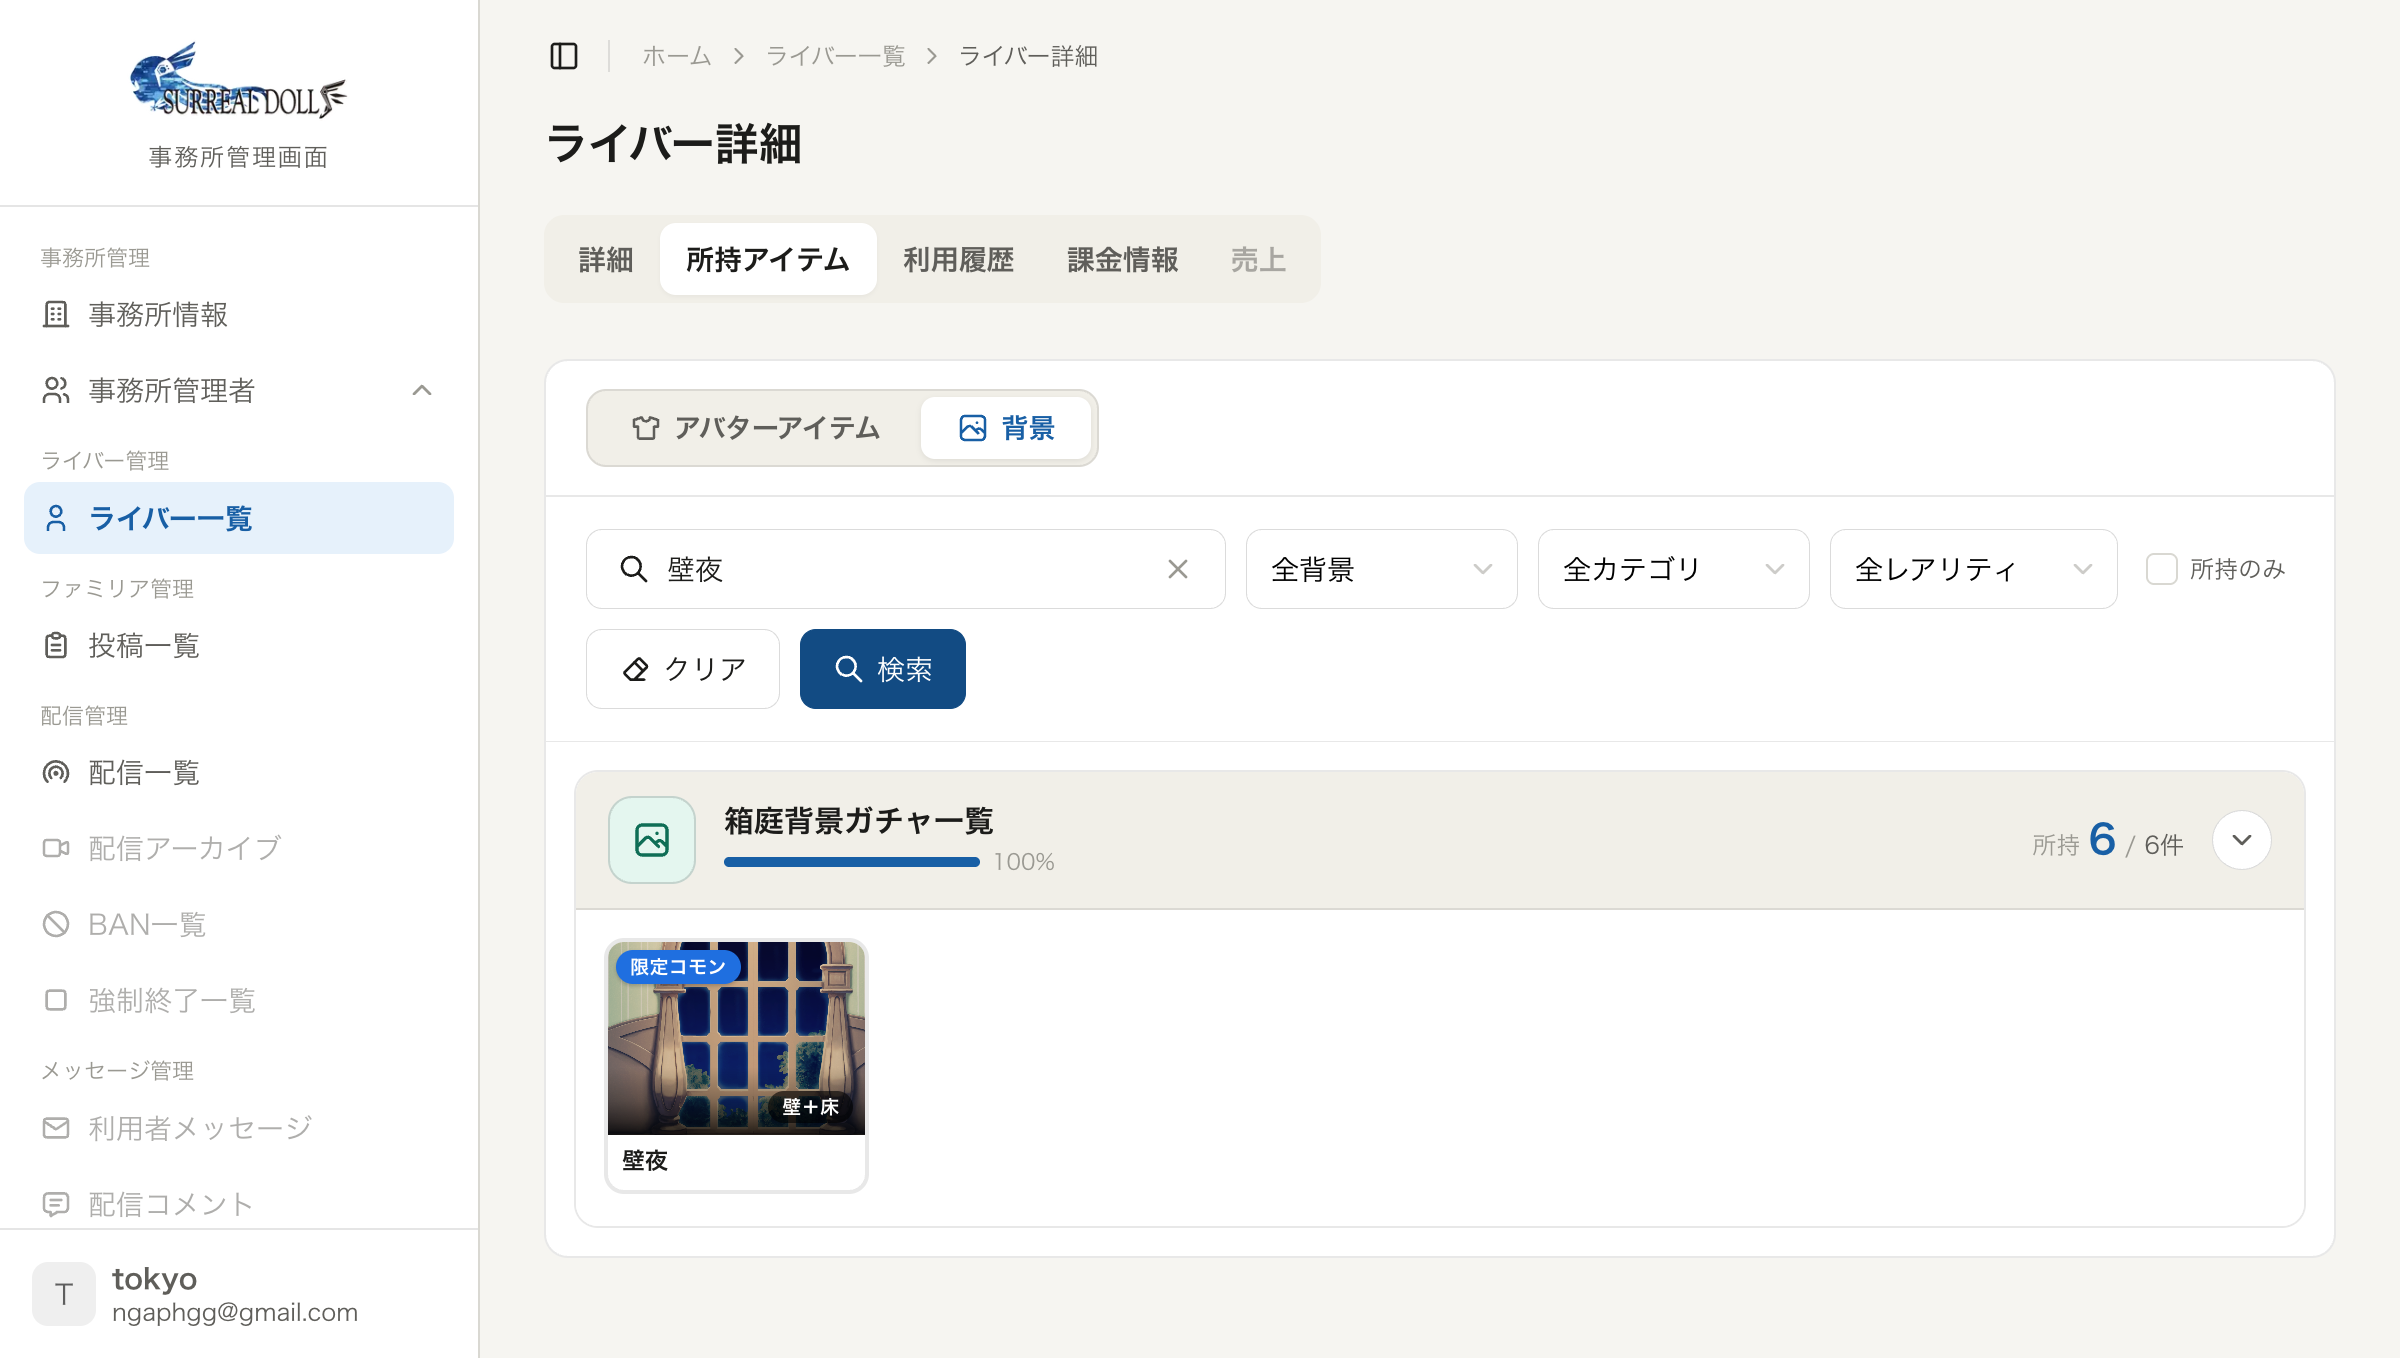 SURREAL DOLL
事務所管理画面
事務所管理
事務所情報
事務所管理者
ライバー管理
ライバー一覧
ファミリア管理
投稿一覧
配信管理
配信一覧
配信アーカイブ
BAN一覧
強制終了一覧
メッセージ管理
利用者メッセージ
配信コメント
T
tokyo
ngaphgg@gmail.com
ホーム > ライバー一覧 > ライバー詳細
ライバー詳細
詳細 所持アイテム 利用履歴 課金情報 売上
アバターアイテム 背景
壁夜 全背景 全カテゴリ 全レアリティ 所持のみ
クリア 検索
箱庭背景ガチャ一覧
100%
所持 6 / 6件
限定コモン
壁+床
壁夜